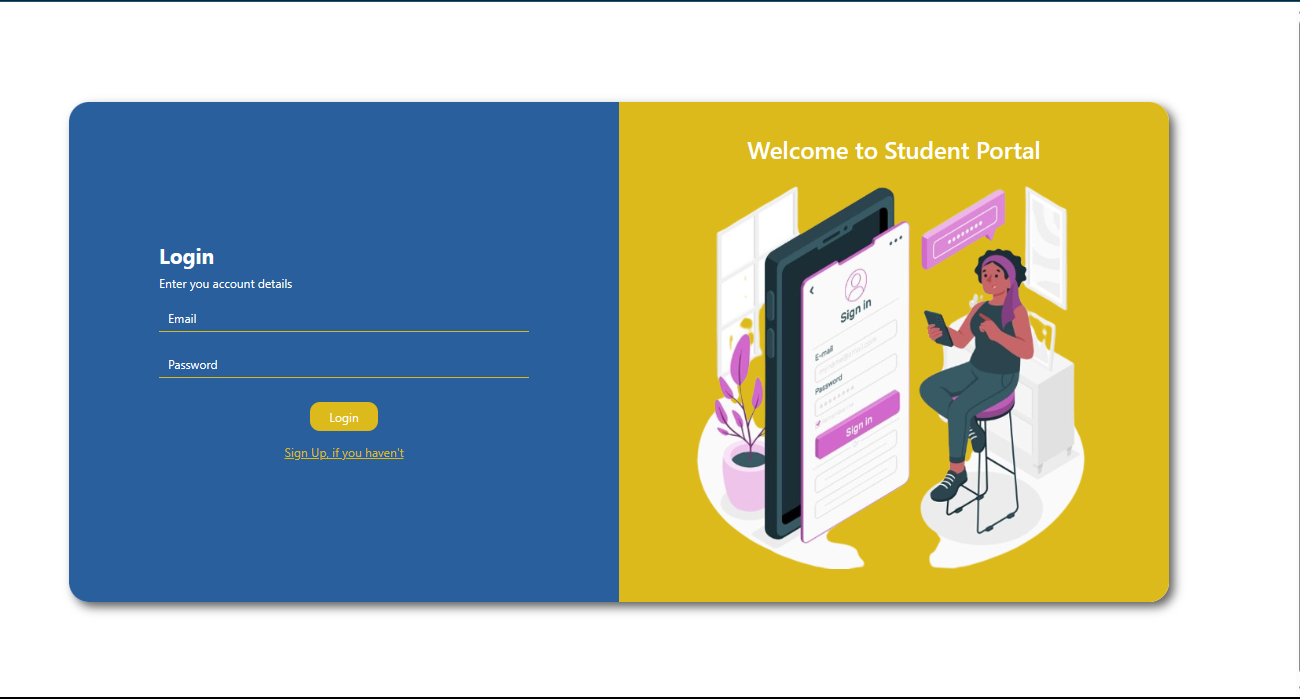 Login
Enter you account details
Email
Password
Login
Sign Up, if you haven't
Welcome to Student Portal
Sign in
E-mail
Password
Sign in